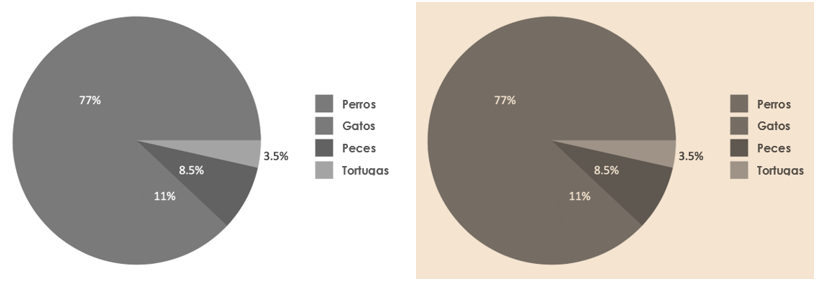 77%
8.5%
11%
3.5%
Perros
Gatos
Peces
Tortugas
77%
8.5%
11%
3.5%
Perros
Gatos
Peces
Tortugas